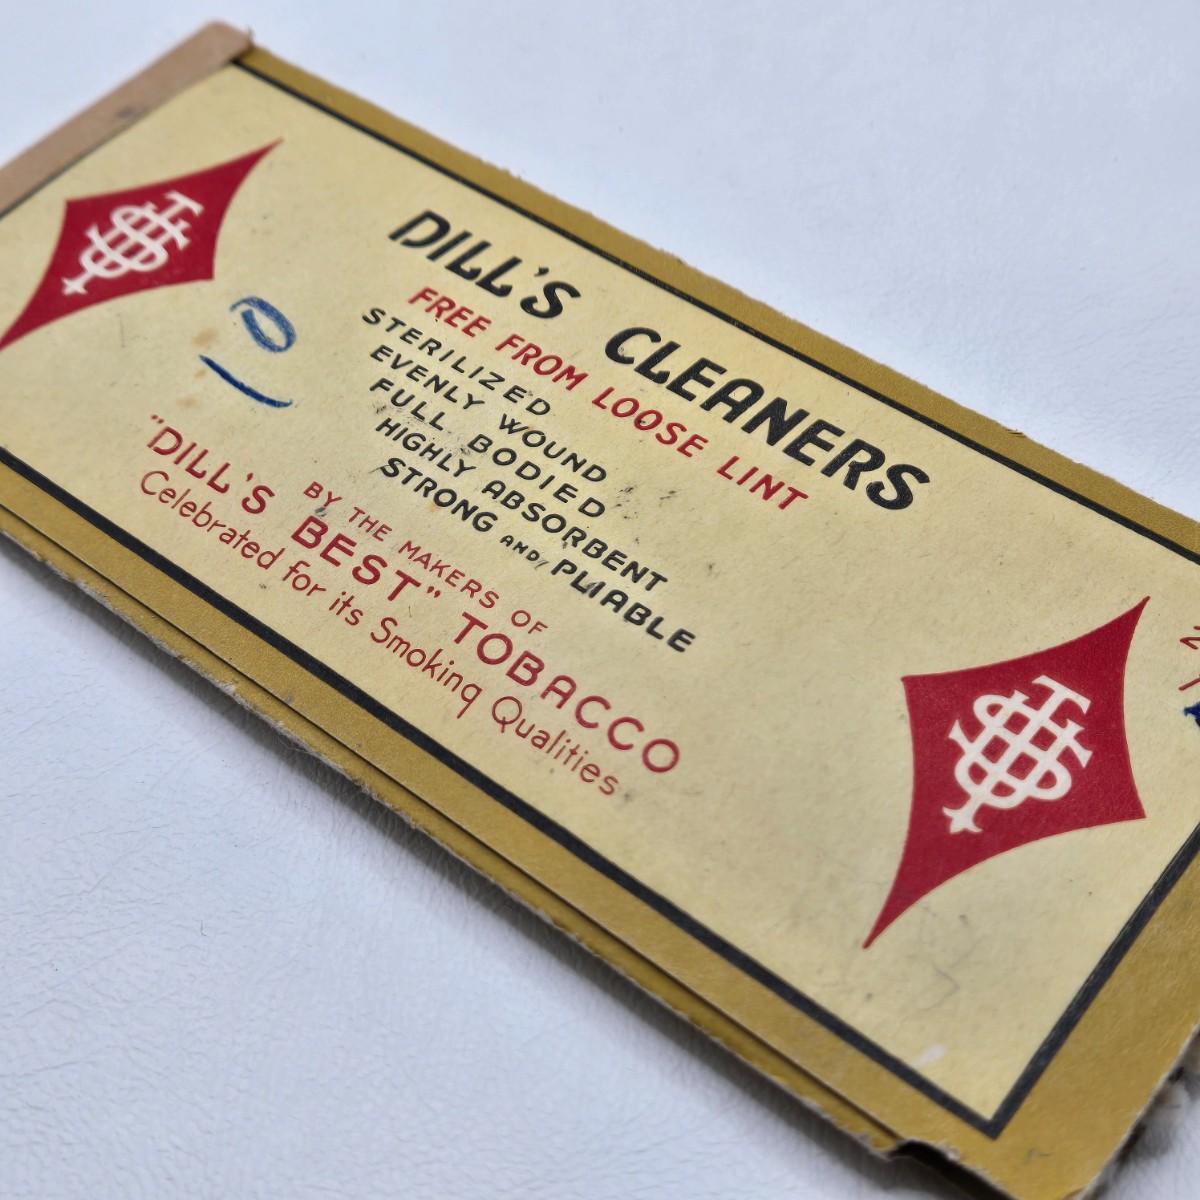 DILL'S CLEANERS
FREE FROM LOOSE LINT
STERILIZED
EVENLY WOUND
FULL BODIED
HIGHLY ABSORBENT
STRONG AND PLIABLE
BY THE MAKERS OF
"DILL'S BEST" TOBACCO
Celebrated for its Smoking Qualities